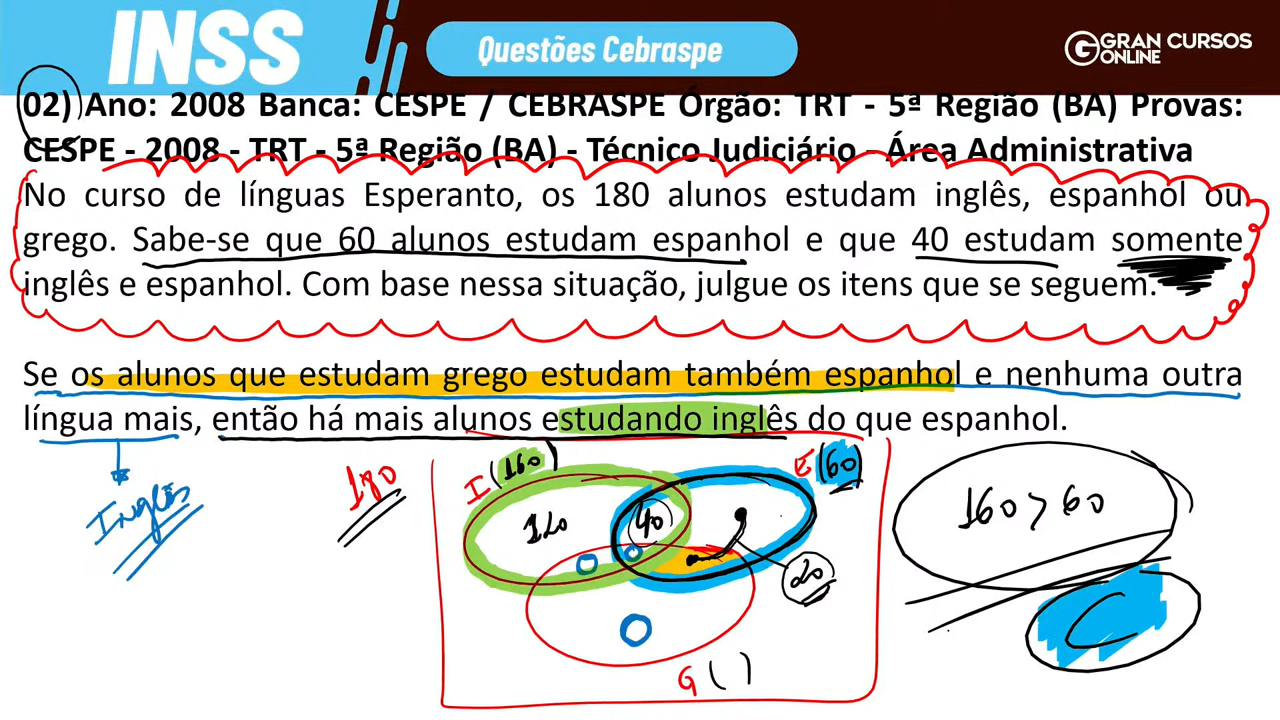 INSS
Questões Cebraspe
GRAN CURSOS
ONLINE
02) Ano: 2008 Banca: CESPE / CEBRASPE Órgão: TRT - 5ª Região (BA) Provas:
CESPE - 2008 - TRT - 5ª Região (BA) - Técnico Judiciário - Área Administrativa
No curso de línguas Esperanto, os 180 alunos estudam inglês, espanhol ou
grego. Sabe-se que 60 alunos estudam espanhol e que 40 estudam somente
inglês e espanhol. Com base nessa situação, julgue os itens que se seguem.
Se os alunos que estudam grego estudam também espanhol e nenhuma outra
língua mais, então há mais alunos estudando inglês do que espanhol.
Inglês
180
I (160)
E (60)
120
40
20
G ( )
160 > 60
C